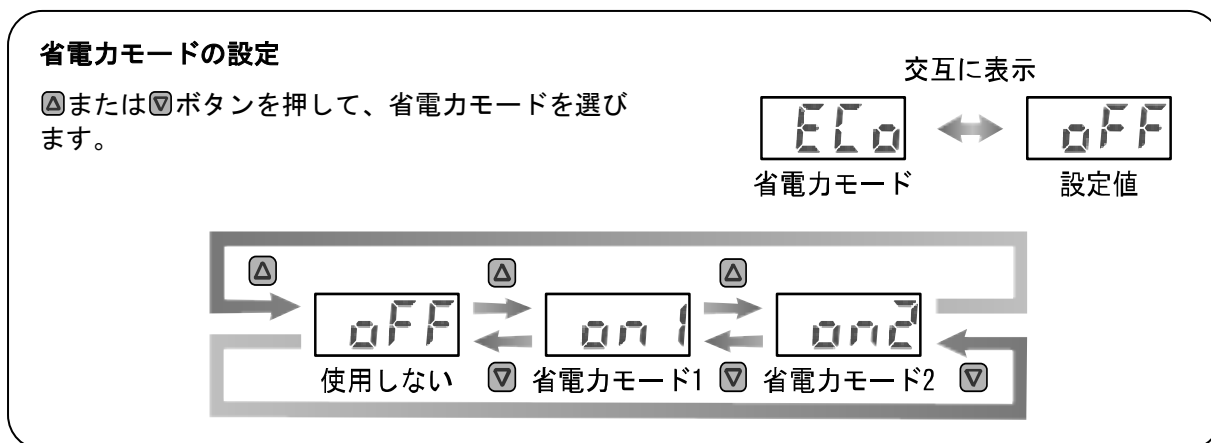 省電力モードの設定
△または▽ボタンを押して、省電力モードを選び
ます。
交互に表示
ECo
oFF
省電力モード
設定値
△
△
△
oFF
on1
on2
使用しない
▽
省電力モード1
▽
省電力モード2
▽